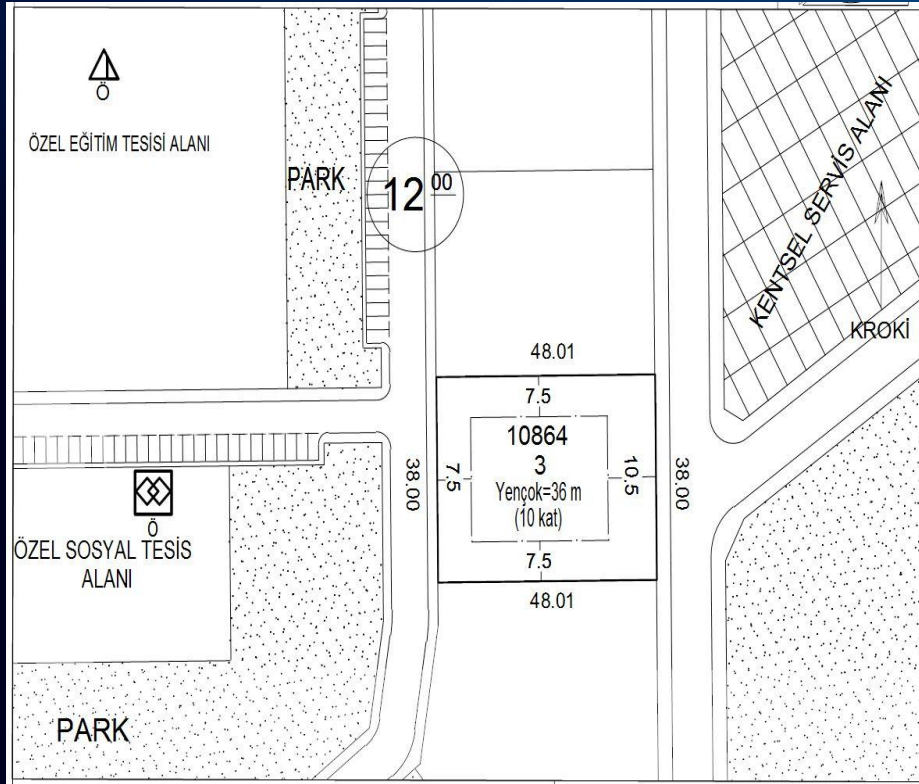 Ö
ÖZEL EĞİTİM TESİSİ ALANI
PARK
12 00
KENTSEL SERVİS ALANI
KROKİ
48.01
7.5
10864
3
Yençok=36 m
(10 kat)
7.5
10.5
38.00
38.00
7.5
48.01
Ö
ÖZEL SOSYAL TESİS
ALANI
PARK